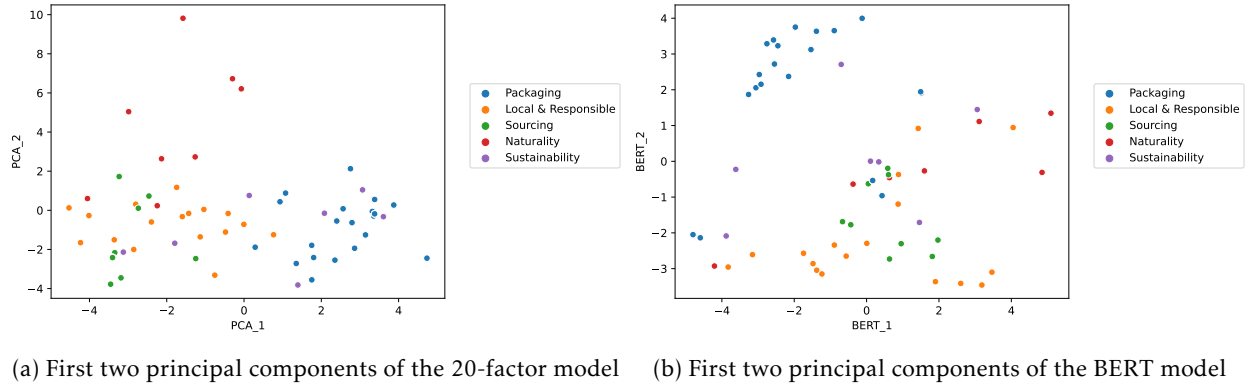 10
8
6
4
2
0
−2
−4
PCA_2
−4
−2
0
2
4
PCA_1
Packaging
Local & Responsible
Sourcing
Naturality
Sustainability
(a) First two principal components of the 20-factor model
4
3
2
1
0
−1
−2
−3
BERT_2
−4
−2
0
2
4
BERT_1
Packaging
Local & Responsible
Sourcing
Naturality
Sustainability
(b) First two principal components of the BERT model